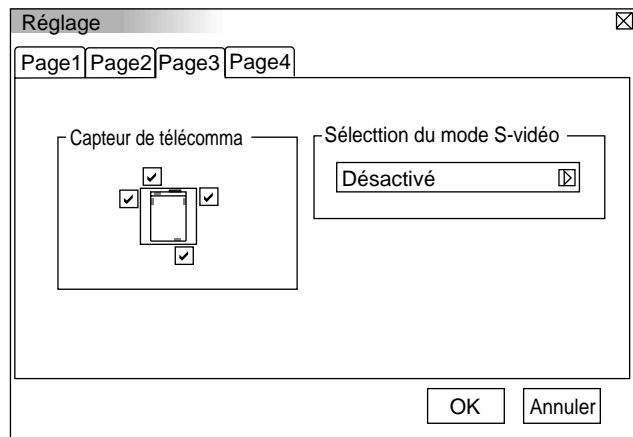 Réglage
Page1 Page2 Page3 Page4
Capteur de télécomma
Sélecttion du mode S-vidéo
Désactivé
OK
Annuler